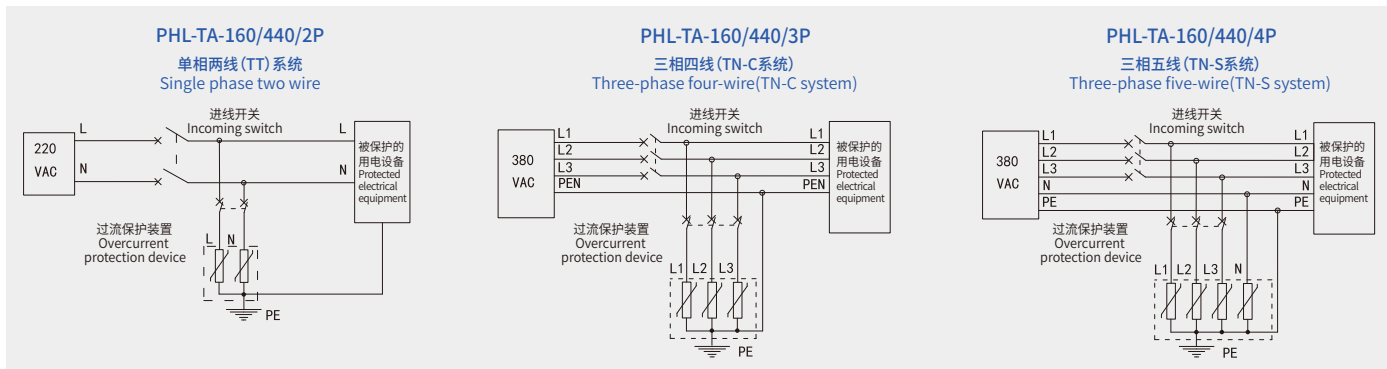 PHL-TA-160/440/2P
单相两线(TT)系统
Single phase two wire
进线开关
Incoming switch
L
L
220
VAC
N
N
被保护的
用电设备
Protected
electrical
equipment
过流保护装置
Overcurrent
protection device
L N
PE
PHL-TA-160/440/3P
三相四线(TN-C系统)
Three-phase four-wire(TN-C system)
进线开关
Incoming switch
L1
L1
L2
L2
L3
L3
PEN
PEN
380
VAC
被保护的
用电设备
Protected
electrical
equipment
过流保护装置
Overcurrent
protection device
L1 L2 L3
PE
PHL-TA-160/440/4P
三相五线(TN-S系统)
Three-phase five-wire(TN-S system)
进线开关
Incoming switch
L1
L1
L2
L2
L3
L3
N
N
PE
PE
380
VAC
被保护的
用电设备
Protected
electrical
equipment
过流保护装置
Overcurrent
protection device
L1 L2 L3 N
PE